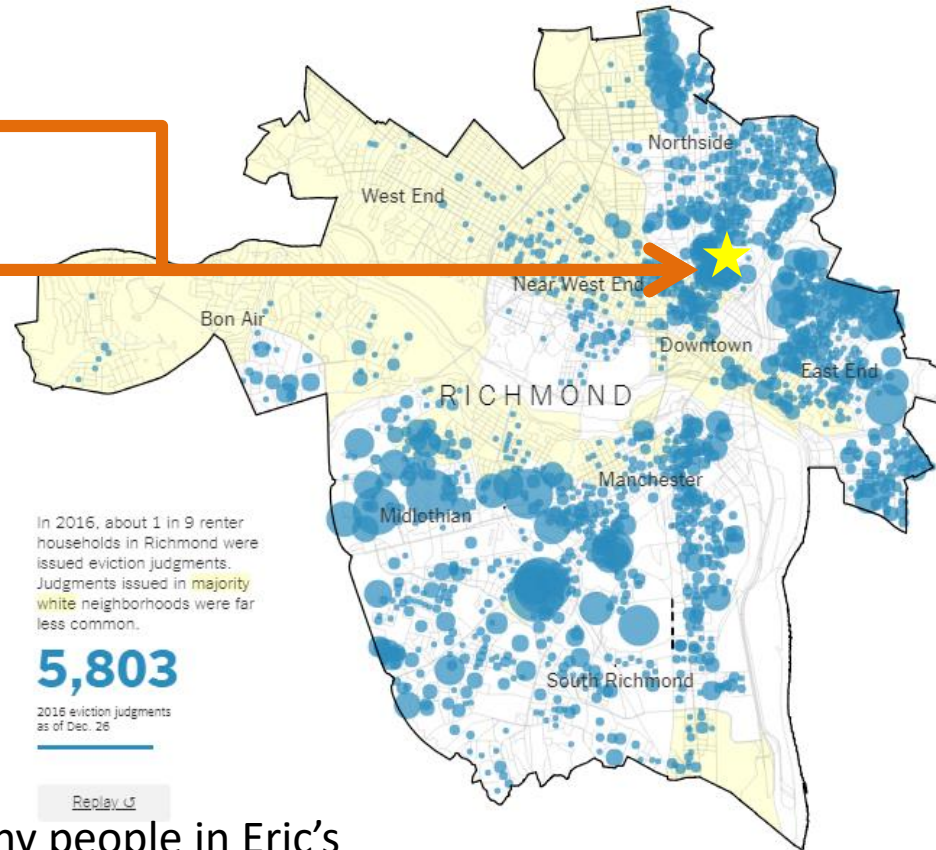 Northside
West End
Near West End
Bon Air
Downtown
East End
RICHMOND
Manchester
Midlothian
South Richmond
In 2016, about 1 in 9 renter
households in Richmond were
issued eviction judgments.
Judgments issued in majority
white neighborhoods were far
less common.
5,803
2016 eviction judgments
as of Dec. 26
Replay ↺
people in Eric's